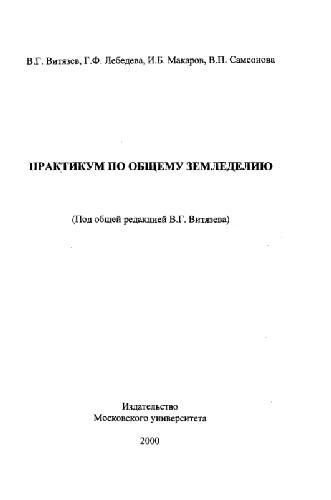 В.Г. Витязев, Г.Ф. Лебедева, И.Б. Макаров, В.П. Самсонова
ПРАКТИКУМ ПО ОБЩЕМУ ЗЕМЛЕДЕЛИЮ
(Под общей редакцией В.Г. Витязева)
Издательство
Московского университета
2000